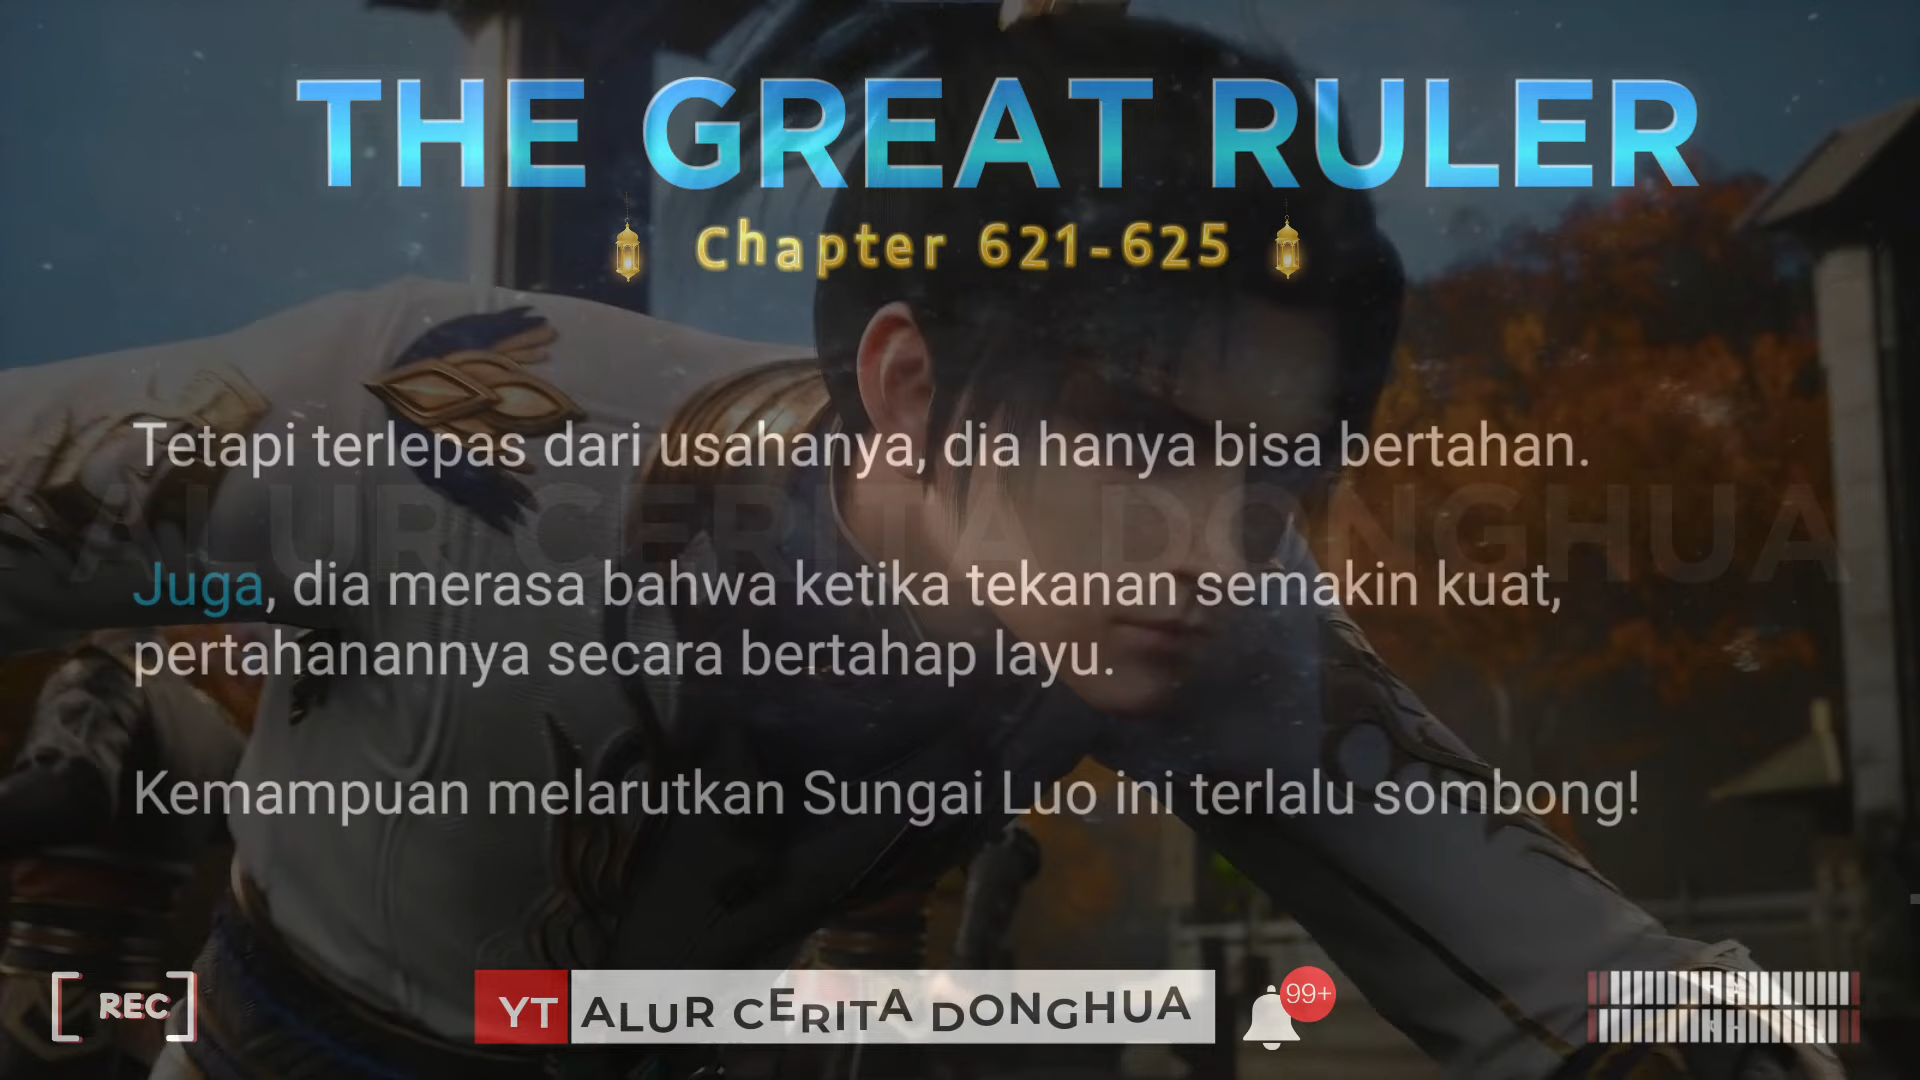 THE GREAT RULER
Chapter 621-625
Tetapi terlepas dari usahanya, dia hanya bisa bertahan.
ALUR CERITA DONGHUA
Juga, dia merasa bahwa ketika tekanan semakin kuat,
pertahanannya secara bertahap layu.
Kemampuan melarutkan Sungai Luo ini terlalu sombong!
REC
YT ALUR CERITA DONGHUA
99+